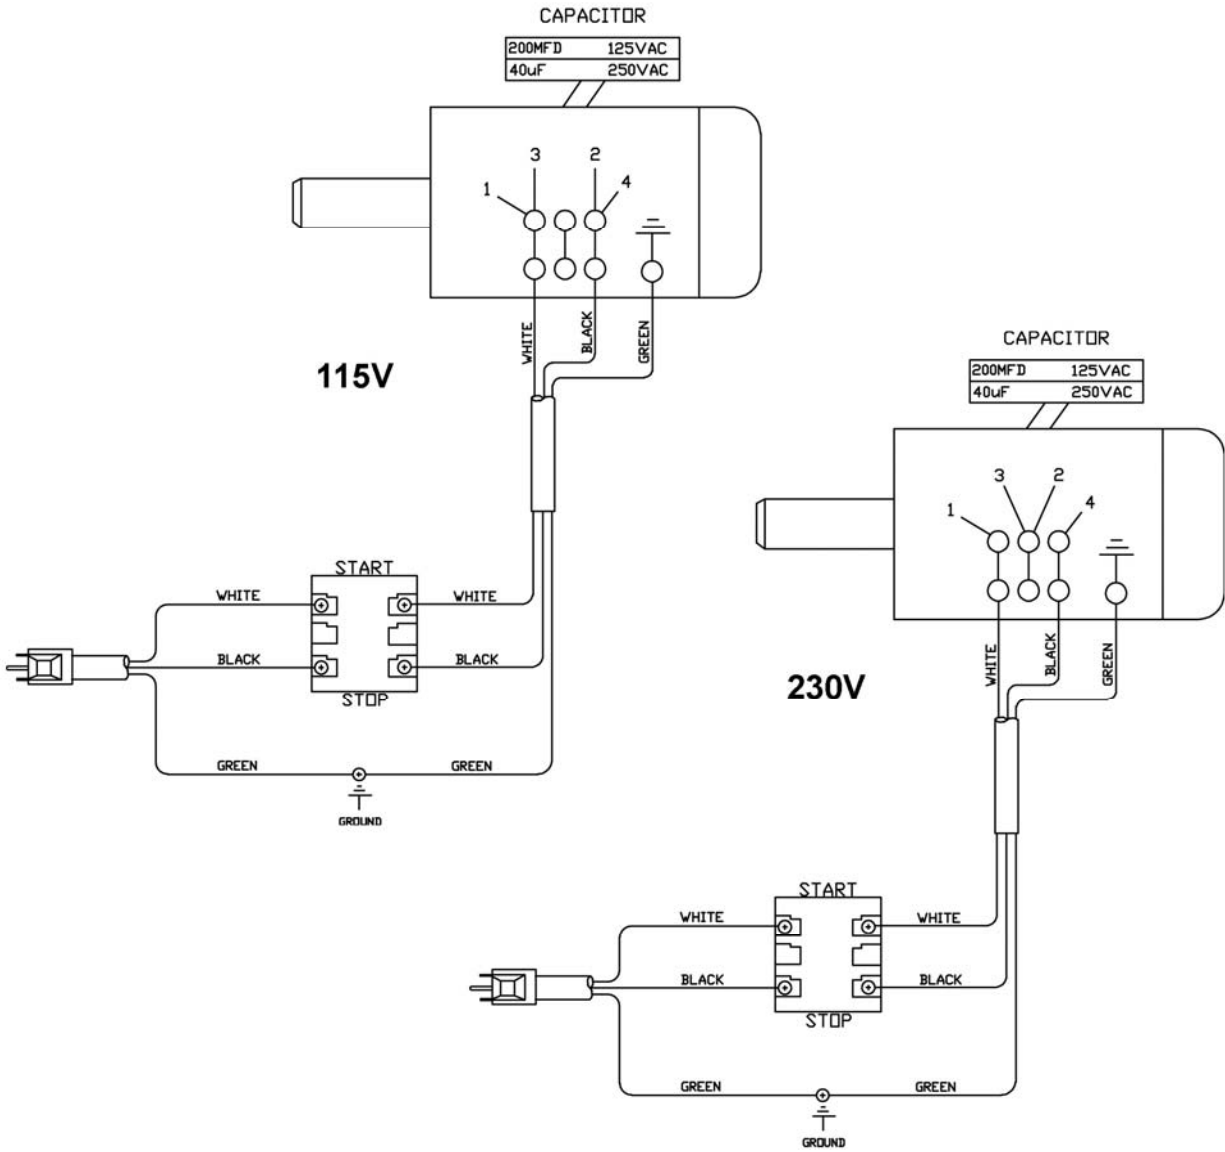 CAPACITOR
200MFD 125VAC
40uF 250VAC
3 2
1 4
WHITE BLACK GREEN
115V
START
WHITE WHITE
BLACK BLACK
STOP
GREEN GREEN
GROUND
CAPACITOR
200MFD 125VAC
40uF 250VAC
3 2
1 4
WHITE BLACK GREEN
230V
START
WHITE WHITE
BLACK BLACK
STOP
GREEN GREEN
GROUND